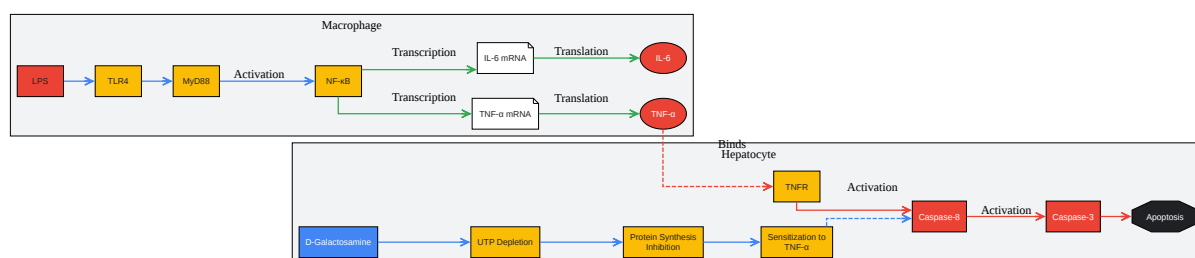 Macrophage
LPS
TLR4
MyD88
Activation
NF-κB
Transcription
IL-6 mRNA
Translation
IL-6
Transcription
TNF-α mRNA
Translation
TNF-α
Binds
Hepatocyte
TNFR
Activation
Caspase-8
Activation
Caspase-3
Apoptosis
D-Galactosamine
UTP Depletion
Protein Synthesis
Inhibition
Sensitization to
TNF-α